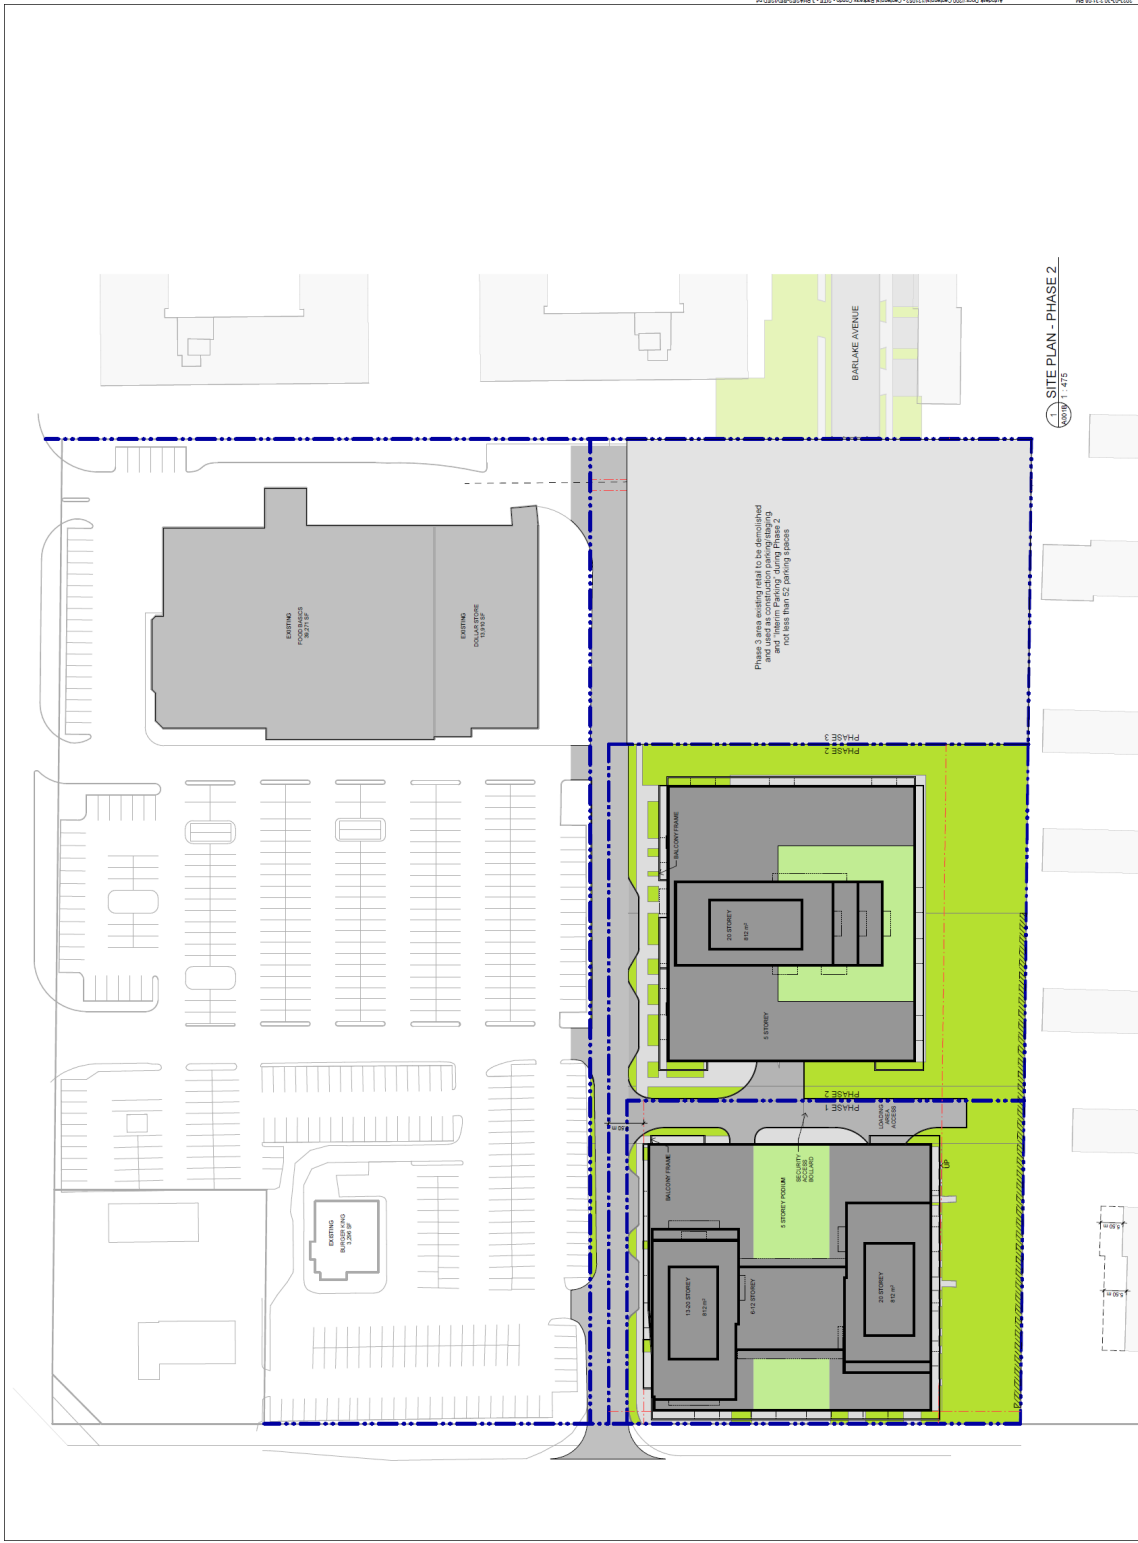 1 SITE PLAN - PHASE 2
A001B 1 : 475
BARLAKE AVENUE
EXISTING
FOOD BASICS
EXISTING
DOLLAR STORE
Phase 3 area existing retail to be demolished
and used as construction parking/staging
and "Interim Parking" during Phase 2
not less than 52 parking spaces
PHASE 3
PHASE 2
BALCONY FRAME
20 STOREY
812 m²
5 STOREY
PHASE 2
PHASE 1
LOADING
AREA
ACCESS
SECURITY
ACCESS
BOLLARD
BALCONY FRAME
5 STOREY PODIUM
UP
EXISTING
BURGER KING
13-20 STOREY
812 m²
6-12 STOREY
20 STOREY
812 m²